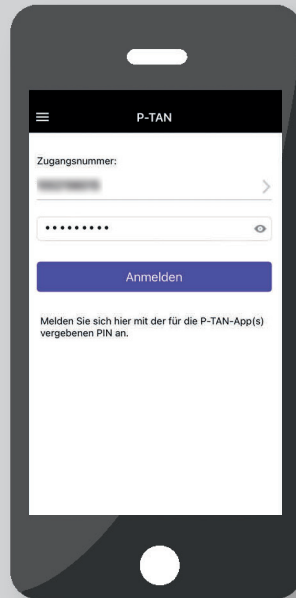 P-TAN
Zugangsnummer:
•••••••••
Anmelden
Melden Sie sich hier mit der für die P-TAN-App(s)
vergebenen PIN an.